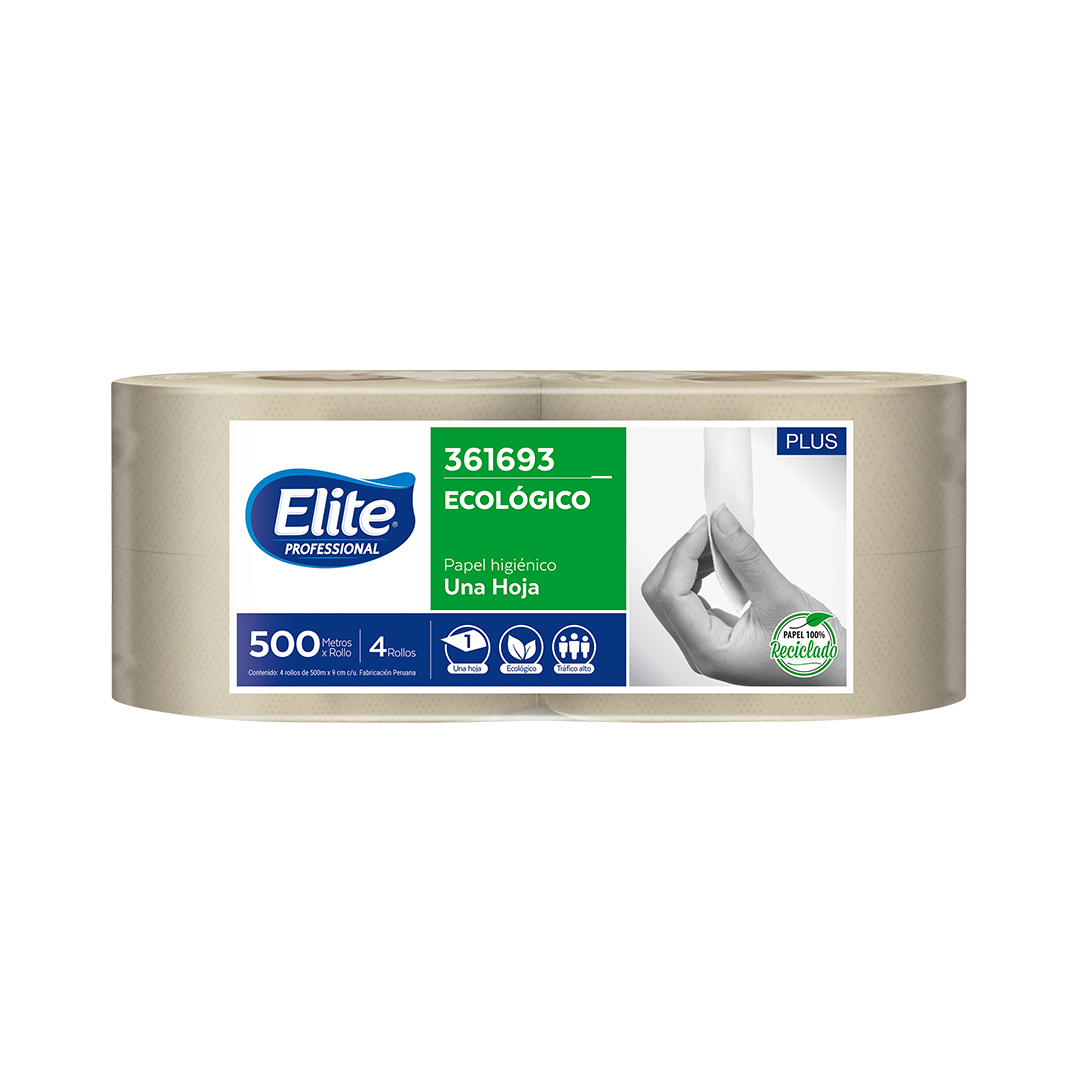 Elite®
PROFESSIONAL
361693
ECOLÓGICO
Papel higiénico
Una Hoja
PLUS
500 Metros x Rollo
4 Rollos
Contenido: 4 rollos de 500m x 9 cm c/u. Fabricación Peruana
1
Una hoja
Ecológico
Tráfico alto
PAPEL 100%
Reciclado